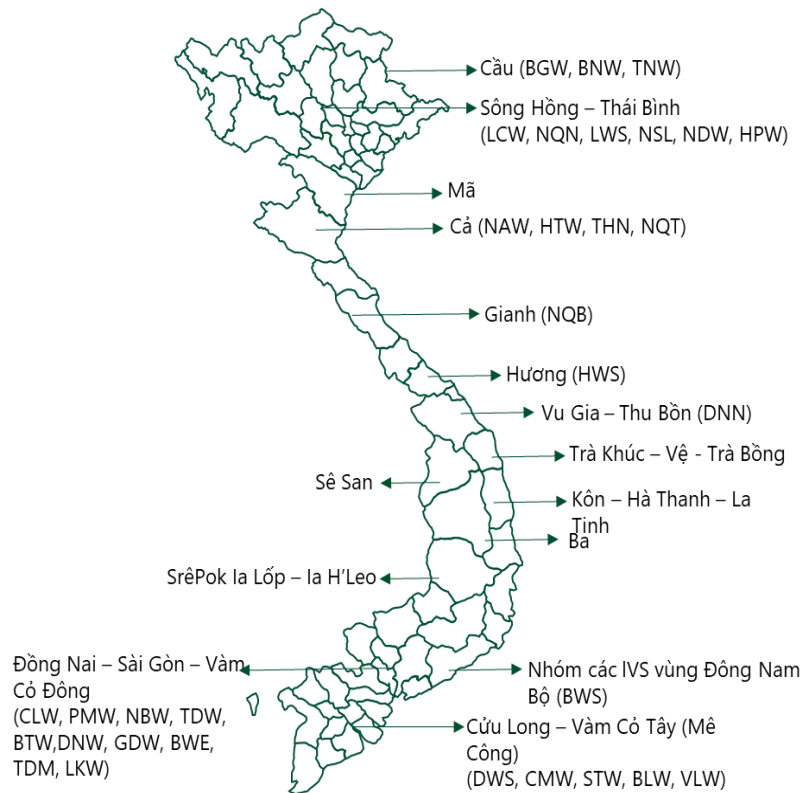 Cầu (BGW, BNW, TNW)
Sông Hồng – Thái Bình
(LCW, NQN, LWS, NSL, NDW, HPW)
Mã
Cả (NAW, HTW, THN, NQT)
Gianh (NQB)
Hương (HWS)
Vu Gia – Thu Bồn (DNN)
Trà Khúc – Vệ - Trà Bồng
Sê San
Kôn – Hà Thanh – La
Tinh
Ba
SrêPok Ia Lốp – Ia H’Leo
Đồng Nai – Sài Gòn – Vàm
Cỏ Đông
(CLW, PMW, NBW, TDW,
BTW,DNW, GDW, BWE,
TDM, LKW)
Nhóm các lVS vùng Đông Nam
Bộ (BWS)
Cửu Long – Vàm Cỏ Tây (Mê
Công)
(DWS, CMW, STW, BLW, VLW)